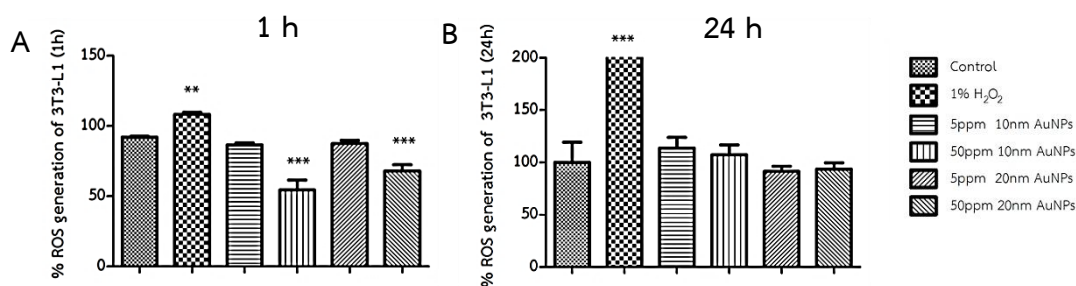 A
1 h
% ROS generation of 3T3-L1 (1h)
150
100
50
0
**
***
***
B
24 h
% ROS generation of 3T3-L1 (24h)
200
150
100
50
0
***
Control
1% H₂O₂
5ppm 10nm AuNPs
50ppm 10nm AuNPs
5ppm 20nm AuNPs
50ppm 20nm AuNPs